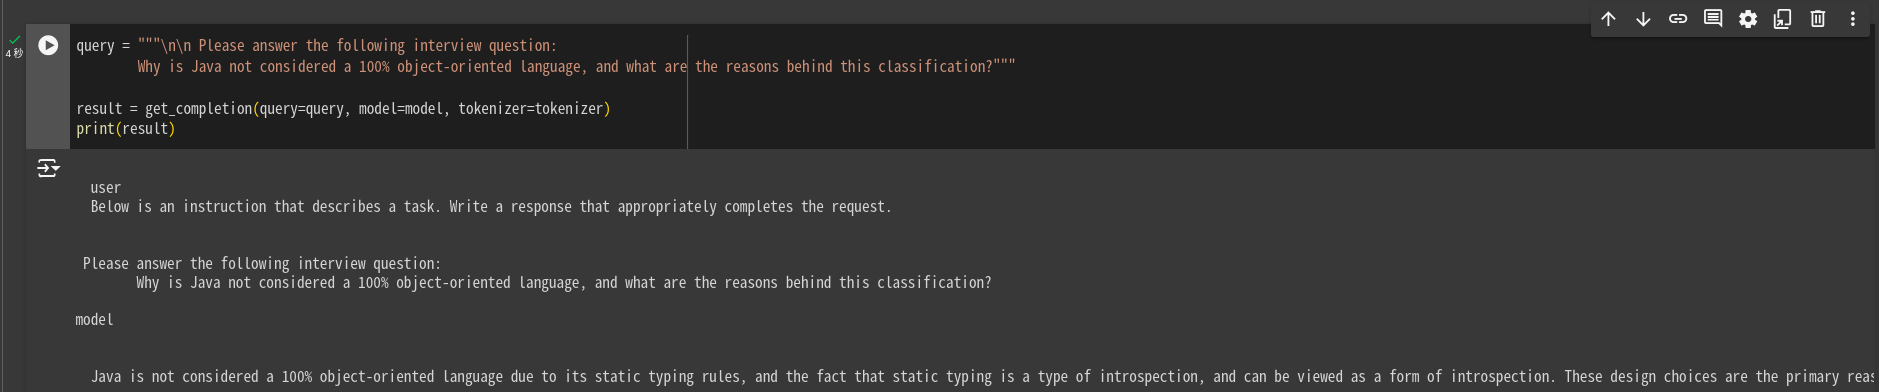 query = """\n\n Please answer the following interview question:
Why is Java not considered a 100% object-oriented language, and what are the reasons behind this classification?"""
4 秒
result = get_completion(query=query, model=model, tokenizer=tokenizer)
print(result)
user
Below is an instruction that describes a task. Write a response that appropriately completes the request.
Please answer the following interview question:
Why is Java not considered a 100% object-oriented language, and what are the reasons behind this classification?
model
Java is not considered a 100% object-oriented language due to its static typing rules, and the fact that static typing is a type of introspection, and can be viewed as a form of introspection. These design choices are the primary reas